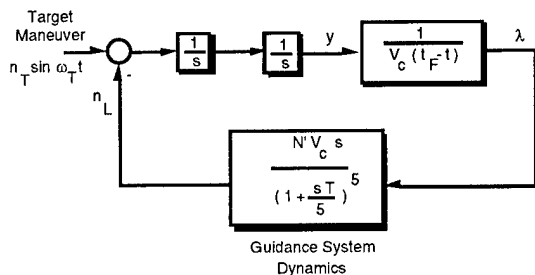 Target
Maneuver
n_T sin ω_T t
-
n_L
1
s
1
s
y
1
V_c (t_F-t)
λ
N' V_c s
(1+ sT/5)^5
Guidance System
Dynamics